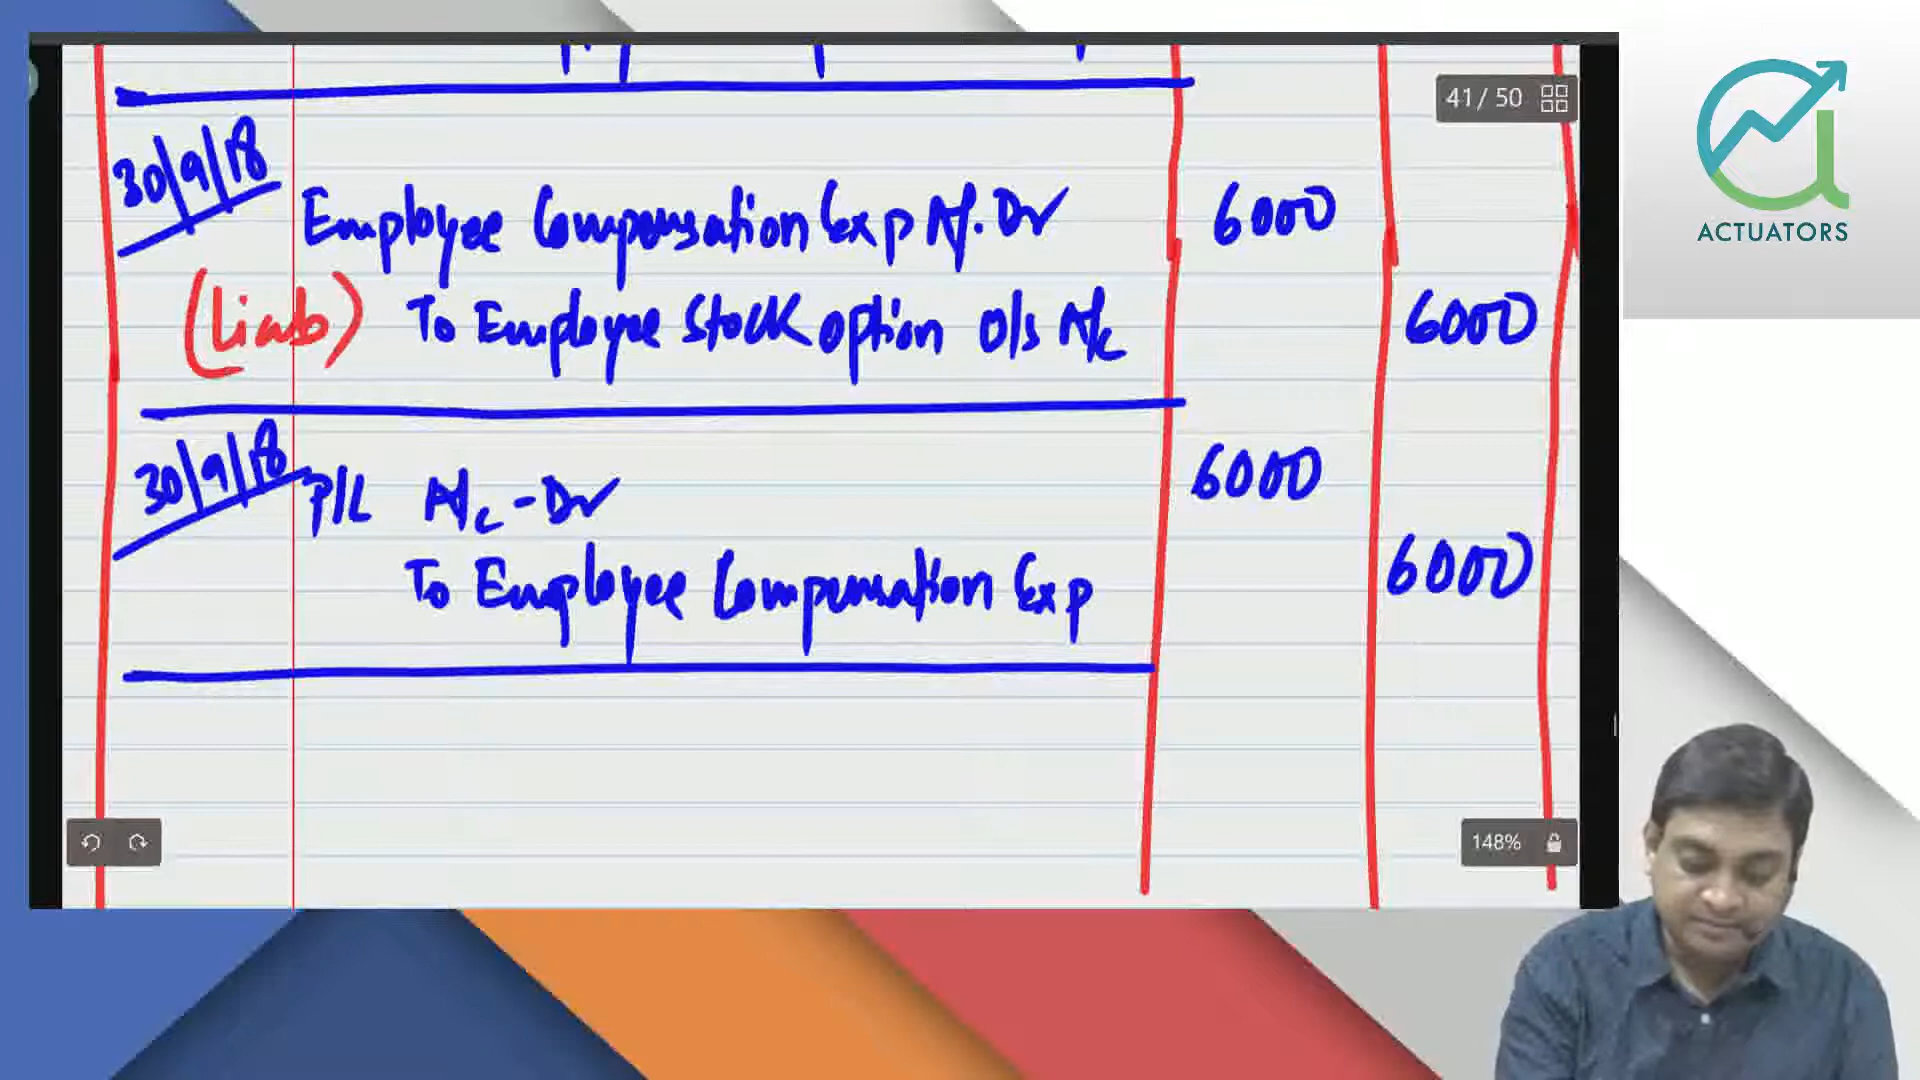 41 / 50
ACTUATORS
30/9/18
Employee Compensation Exp A/c. Dr 6000
(Liab) To Employee Stock option o/s A/c 6000
30/9/18 P/L A/c - Dr 6000
To Employee Compensation Exp 6000
148%